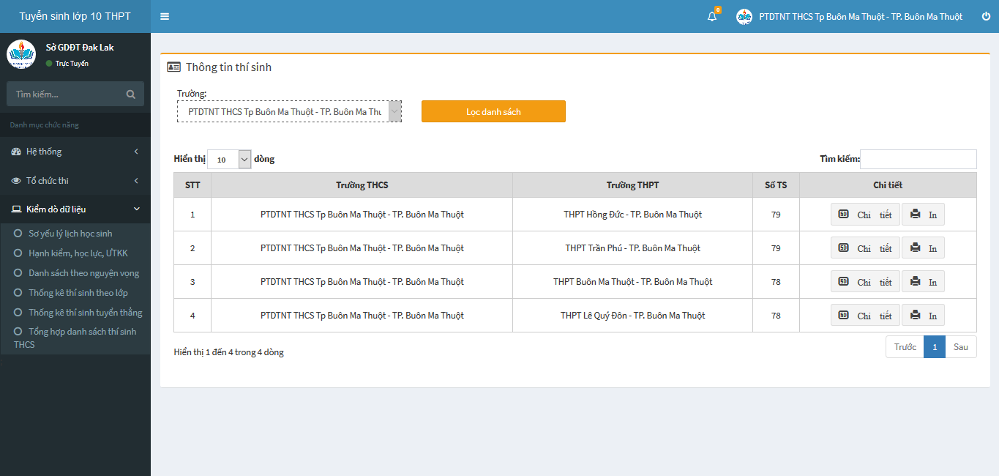 Tuyển sinh lớp 10 THPT
0
PTDTNT THCS Tp Buôn Ma Thuột - TP. Buôn Ma Thuột
Sở GDĐT Đak Lak
Trực Tuyến
Tìm kiếm...
Danh mục chức năng
Hệ thống
Tổ chức thi
Kiểm dò dữ liệu
Sơ yếu lý lịch học sinh
Hạnh kiểm, học lực, ƯTKK
Danh sách theo nguyện vọng
Thống kê thí sinh theo lớp
Thống kê thí sinh tuyển thẳng
Tổng hợp danh sách thí sinh
THCS
Thông tin thí sinh
Trường:
PTDTNT THCS Tp Buôn Ma Thuột - TP. Buôn Ma Thu
Lọc danh sách
Hiển thị 10 dòng
Tìm kiếm:
STT Trường THCS Trường THPT Số TS Chi tiết
1 PTDTNT THCS Tp Buôn Ma Thuột - TP. Buôn Ma Thuột THPT Hồng Đức - TP. Buôn Ma Thuột 79 Chi tiết In
2 PTDTNT THCS Tp Buôn Ma Thuột - TP. Buôn Ma Thuột THPT Trần Phú - TP. Buôn Ma Thuột 79 Chi tiết In
3 PTDTNT THCS Tp Buôn Ma Thuột - TP. Buôn Ma Thuột THPT Buôn Ma Thuột - TP. Buôn Ma Thuột 78 Chi tiết In
4 PTDTNT THCS Tp Buôn Ma Thuột - TP. Buôn Ma Thuột THPT Lê Quý Đôn - TP. Buôn Ma Thuột 78 Chi tiết In
Hiển thị 1 đến 4 trong 4 dòng
Trước 1 Sau